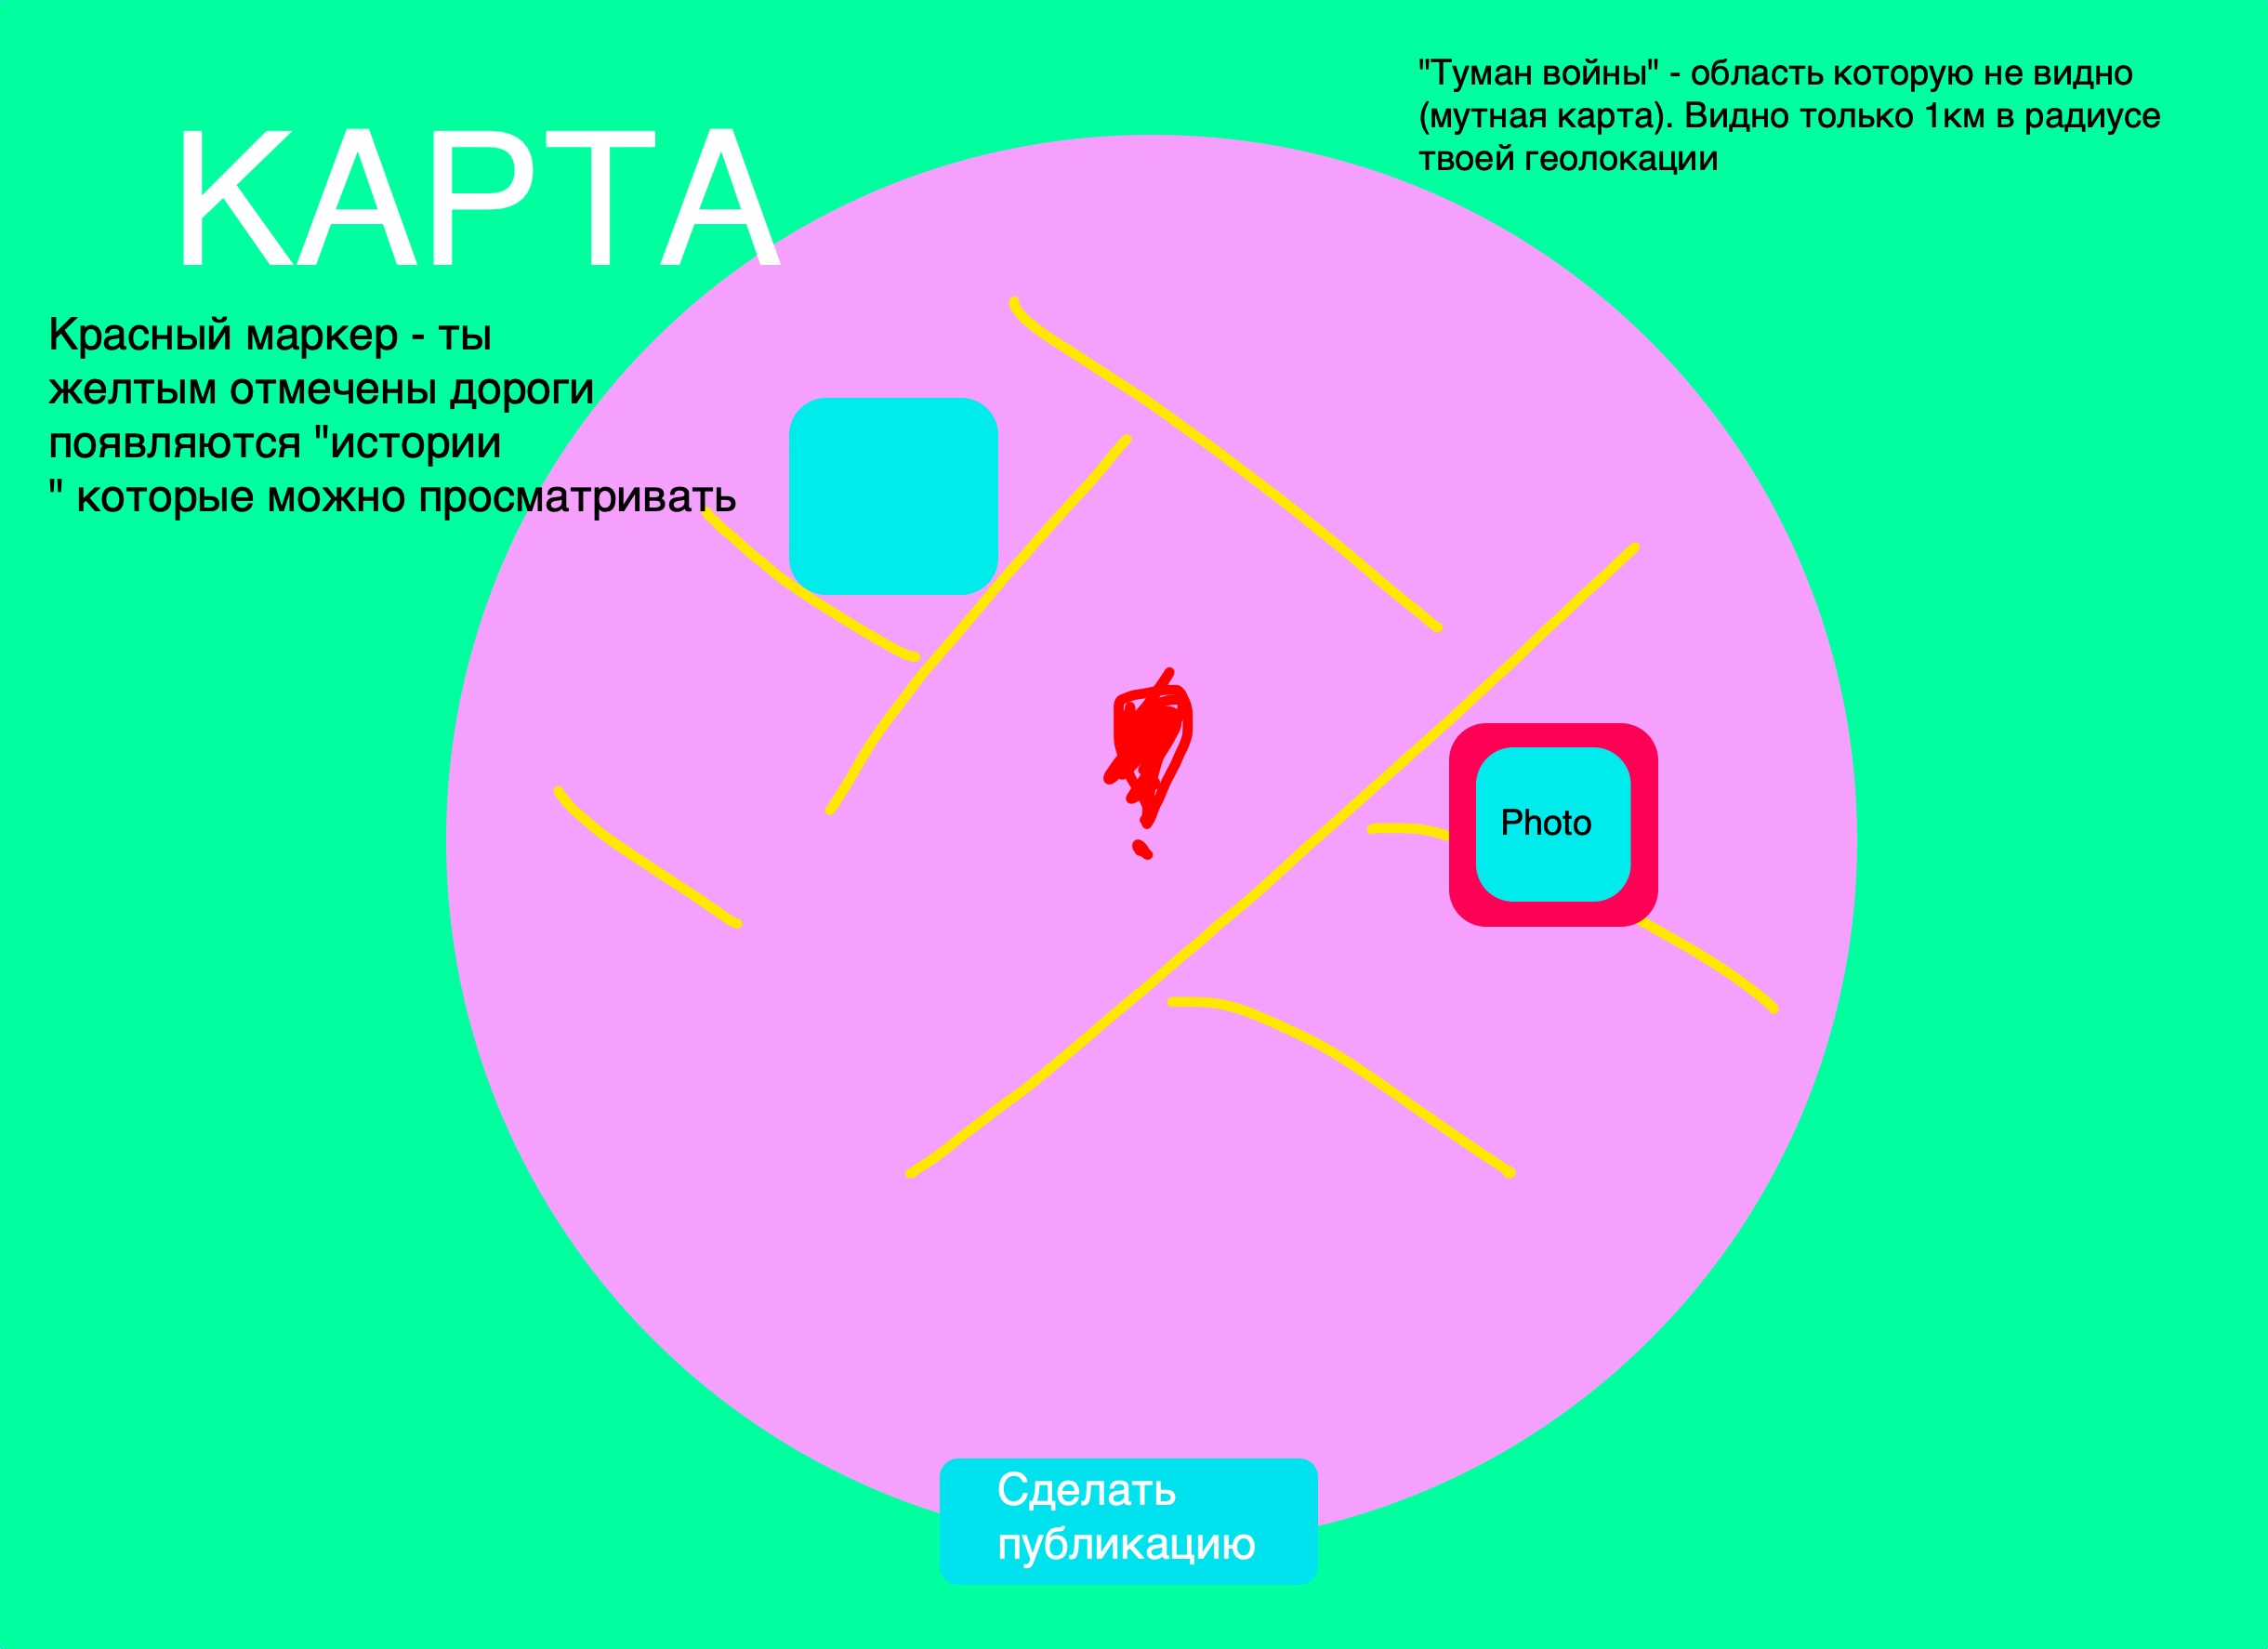 КАРТА
"Туман войны" - область которую не видно
(мутная карта). Видно только 1км в радиусе
твоей геолокации
Красный маркер - ты
желтым отмечены дороги
появляются "истории
" которые можно просматривать
Photo
Сделать
публикацию